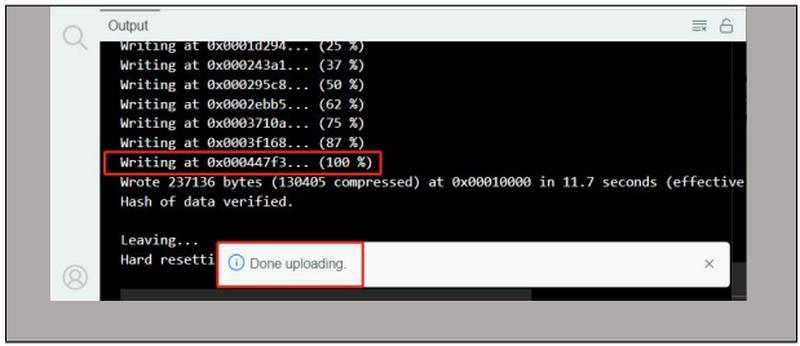 Output
Writing at 0x0001d294... (25 %)
Writing at 0x000243a1... (37 %)
Writing at 0x000295c8... (50 %)
Writing at 0x0002ebb5... (62 %)
Writing at 0x0003710a... (75 %)
Writing at 0x0003f168... (87 %)
Writing at 0x000447f3... (100 %)
Wrote 237136 bytes (130405 compressed) at 0x00010000 in 11.7 seconds (effective
Hash of data verified.
Leaving...
Hard resetti
Done uploading.